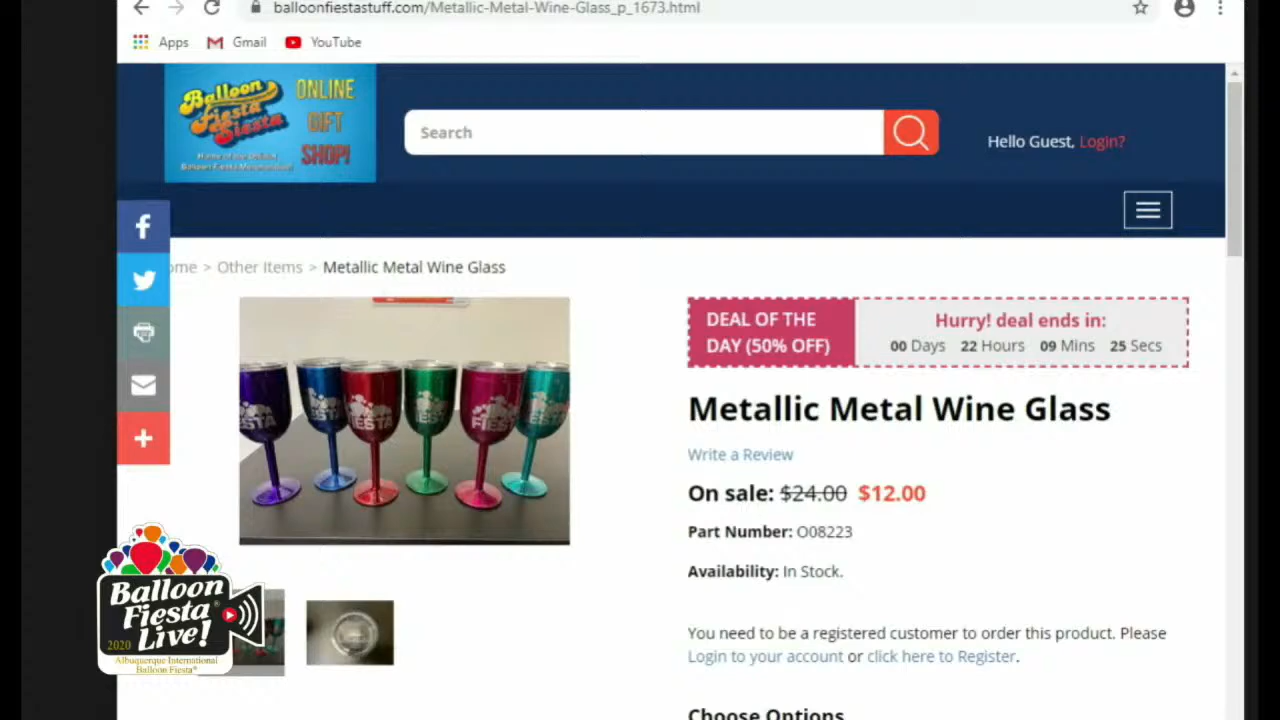 balloonfiestastuff.com/Metallic-Metal-Wine-Glass_p_1673.html
Apps
Gmail
YouTube
Balloon
Fiesta
ONLINE
GIFT
SHOP!
Search
Hello Guest, Login?
ome > Other Items > Metallic Metal Wine Glass
DEAL OF THE
DAY (50% OFF)
Hurry! deal ends in:
00 Days 22 Hours 09 Mins 25 Secs
Metallic Metal Wine Glass
Write a Review
On sale: $24.00 $12.00
Part Number: O08223
Availability: In Stock.
You need to be a registered customer to order this product. Please
Login to your account or click here to Register.
Choose Options
FIESTA
Balloon
Fiesta®
Live!
2020
Albuquerque International
Balloon Fiesta®